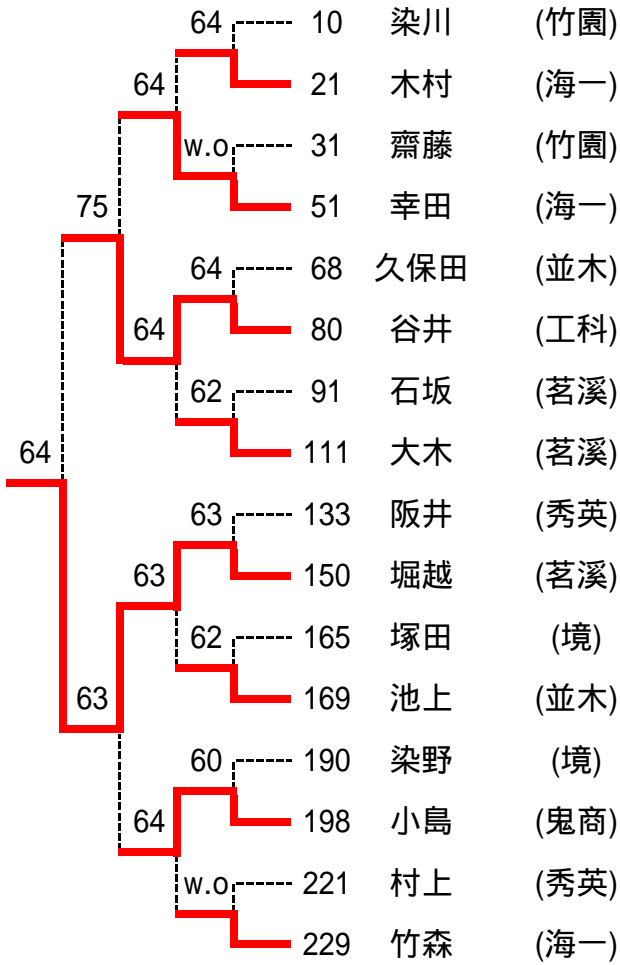 64 10 染川 (竹園)
64 21 木村 (海一)
w.o 31 齋藤 (竹園)
75 51 幸田 (海一)
64 68 久保田 (並木)
64 80 谷井 (工科)
62 91 石坂 (茗溪)
64 111 大木 (茗溪)
63 133 阪井 (秀英)
63 150 堀越 (茗溪)
62 165 塚田 (境)
63 169 池上 (並木)
60 190 染野 (境)
64 198 小島 (鬼商)
w.o 221 村上 (秀英)
229 竹森 (海一)